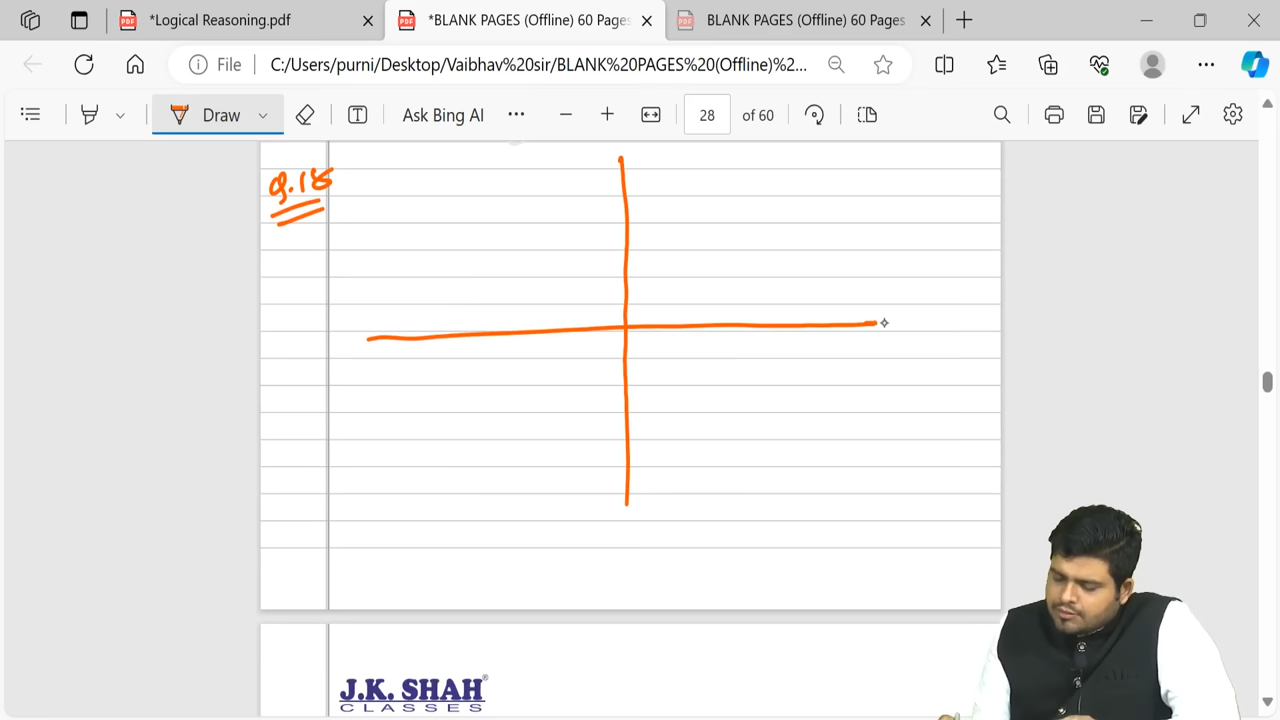 *Logical Reasoning.pdf
*BLANK PAGES (Offline) 60 Pages
BLANK PAGES (Offline) 60 Pages
File
C:/Users/purni/Desktop/Vaibhav%20sir/BLANK%20PAGES%20(Offline)%2...
Draw
Ask Bing AI
28
of 60
Q.18
J.K. SHAH®
CLASSES